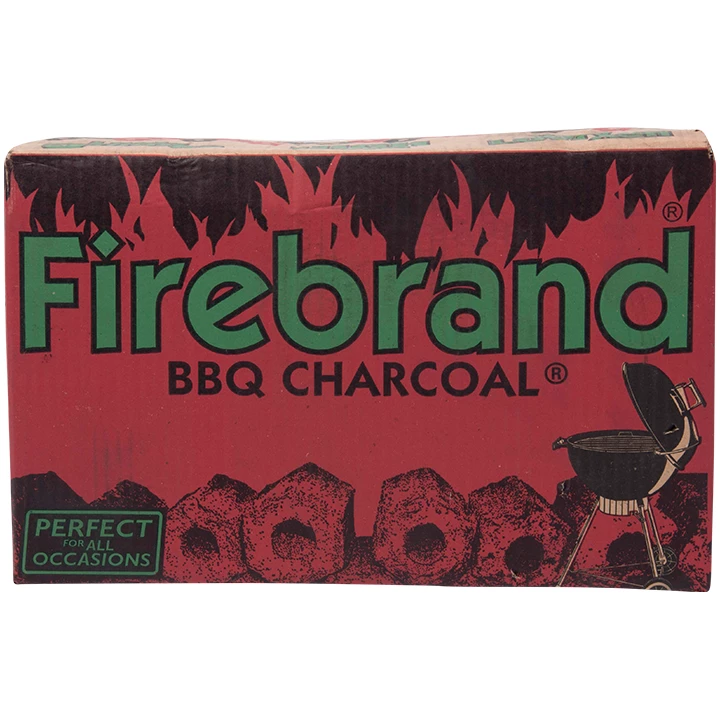 Firebrand®
BBQ CHARCOAL®
PERFECT
FOR ALL
OCCASIONS